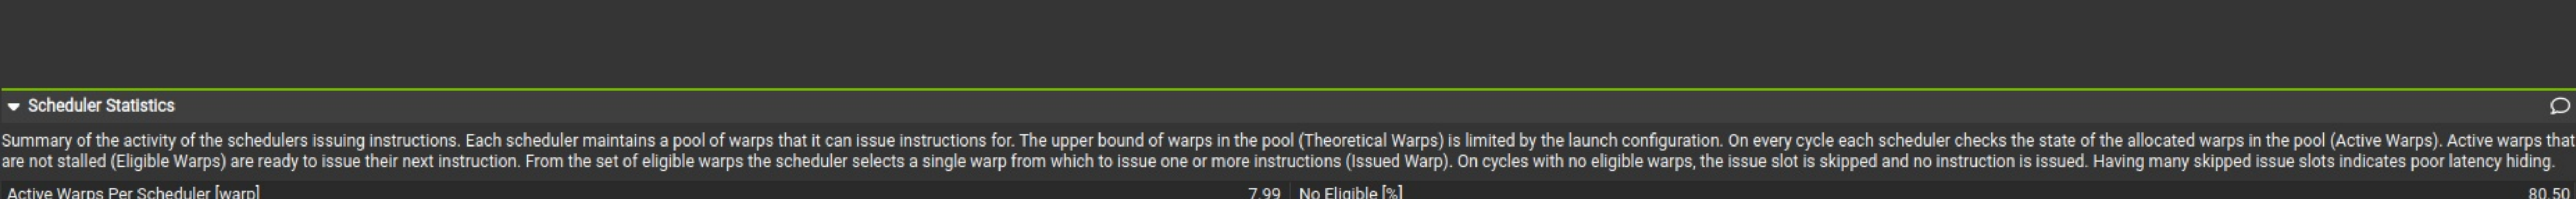 Scheduler Statistics
Summary of the activity of the schedulers issuing instructions. Each scheduler maintains a pool of warps that it can issue instructions for. The upper bound of warps in the pool (Theoretical Warps) is limited by the launch configuration. On every cycle each scheduler checks the state of the allocated warps in the pool (Active Warps). Active warps that
are not stalled (Eligible Warps) are ready to issue their next instruction. From the set of eligible warps the scheduler selects a single warp from which to issue one or more instructions (Issued Warp). On cycles with no eligible warps, the issue slot is skipped and no instruction is issued. Having many skipped issue slots indicates poor latency hiding.
Active Warps Per Scheduler [warp] 7.99 No Eligible [%] 80.50